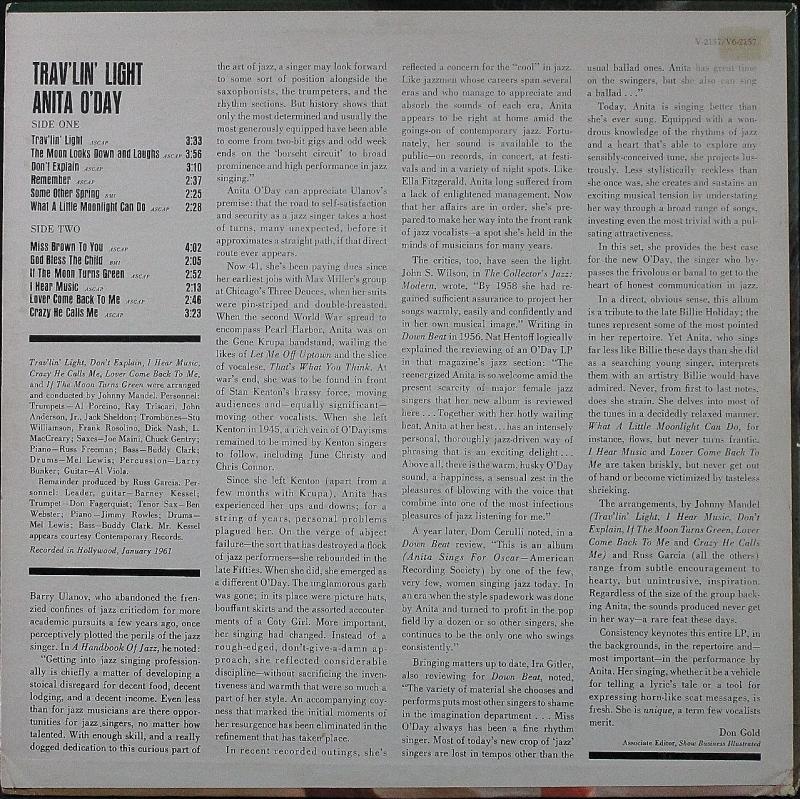 V-2157/V6-2157
TRAV'LIN' LIGHT
ANITA O'DAY
SIDE ONE
Trav'lin' Light ASCAP 3:33
The Moon Looks Down and Laughs ASCAP 3:56
Don't Explain ASCAP 3:10
Remember ASCAP 2:37
Some Other Spring BMI 2:25
What A Little Moonlight Can Do ASCAP 2:28
SIDE TWO
Miss Brown To You ASCAP 4:02
God Bless The Child BMI 2:05
If The Moon Turns Green ASCAP 2:52
I Hear Music ASCAP 2:13
Lover Come Back To Me ASCAP 2:46
Crazy He Calls Me ASCAP 3:23
Trav'lin' Light, Don't Explain, I Hear Music,
Crazy He Calls Me, Lover Come Back To Me,
and If The Moon Turns Green were arranged
and conducted by Johnny Mandel. Personnel:
Trumpets—Al Porcino, Ray Triscari, John
Anderson, Jr., Jack Sheldon; Trombones—Stu
Williamson, Frank Rosolino, Dick Nash, L.
MacCreary; Saxes—Joe Maini, Chuck Gentry;
Piano—Russ Freeman; Bass—Buddy Clark;
Drums—Mel Lewis; Percussion—Larry
Bunker; Guitar—Al Viola.
Remainder produced by Russ Garcia. Per-
sonnel: Leader, guitar—Barney Kessel;
Trumpet—Don Fagerquist; Tenor Sax—Ben
Webster; Piano—Jimmy Rowles; Drums—
Mel Lewis; Bass—Buddy Clark. Mr. Kessel
appears courtesy Contemporary Records.
Recorded in Hollywood, January 1961
Barry Ulanov, who abandoned the fren-
zied confines of jazz criticism for more
academic pursuits a few years ago, once
perceptively plotted the perils of the jazz
singer. In A Handbook Of Jazz, he noted:
"Getting into jazz singing profession-
ally is chiefly a matter of developing a
stoical disregard for decent food, decent
lodging, and a decent income. Even less
than for jazz musicians are there oppor-
tunities for jazz singers, no matter how
talented. With enough skill, and a really
dogged dedication to this curious part of
the art of jazz, a singer may look forward
to some sort of position alongside the
saxophonists, the trumpeters, and the
rhythm sections. But history shows that
only the most determined and usually the
most generously equipped have been able
to come from two-bit gigs and odd week
ends on the 'borscht circuit' to broad
prominence and high performance in jazz
singing."
Anita O'Day can appreciate Ulanov's
premise: that the road to self-satisfaction
and security as a jazz singer takes a host
of turns, many unexpected, before it
approximates a straight path, if that direct
route ever appears.
Now 41, she's been paying dues since
her earliest jobs with Max Miller's group
at Chicago's Three Deuces, when her suits
were pin-striped and double-breasted.
When the second World War spread to
encompass Pearl Harbor, Anita was on
the Gene Krupa bandstand, wailing the
likes of Let Me Off Uptown and the slice
of vocalese, That's What You Think. At
war's end, she was to be found in front
of Stan Kenton's brassy force, moving
audiences—and equally significant—
moving other vocalists. When she left
Kenton in 1945, a rich vein of O'Dayisms
remained to be mined by Kenton singers
to follow, including June Christy and
Chris Connor.
Since she left Kenton (apart from a
few months with Krupa), Anita has
experienced her ups and downs; for a
string of years, personal problems
plagued her. On the verge of abject
failure—the sort that has destroyed a flock
of jazz performers—she rebounded in the
late Fifties. When she did, she emerged as
a different O'Day. The unglamorous garb
was gone; in its place were picture hats,
bouffant skirts and the assorted accouter-
ments of a Coty Girl. More important,
her singing had changed. Instead of a
rough-edged, don't-give-a-damn ap-
proach, she reflected considerable
discipline—without sacrificing the inven-
tiveness and warmth that were so much a
part of her style. An accompanying coy-
ness that marked the initial moments of
her resurgence has been eliminated in the
refinement that has taken place.
In recent recorded outings, she's
reflected a concern for the "cool" in jazz.
Like jazzmen whose careers span several
eras and who manage to appreciate and
absorb the sounds of each era, Anita
appears to be right at home amid the
goings-on of contemporary jazz. Fortu-
nately, her sound is available to the
public—on records, in concert, at festi-
vals and in a variety of night spots. Like
Ella Fitzgerald, Anita long suffered from
a lack of enlightened management. Now
that her affairs are in order, she's pre-
pared to make her way into the front rank
of jazz vocalists—a spot she's held in the
minds of musicians for many years.
The critics, too, have seen the light.
John S. Wilson, in The Collector's Jazz:
Modern, wrote, "By 1958 she had re-
gained sufficient assurance to project her
songs warmly, easily and confidently and
in her own musical image." Writing in
Down Beat in 1956, Nat Hentoff logically
explained the reviewing of an O'Day LP
in that magazine's jazz section: "The
reenergized Anita is so welcome amid the
present scarcity of major female jazz
singers that her new album is reviewed
here . . . Together with her hotly wailing
beat, Anita at her best . . . has an intensely
personal, thoroughly jazz-driven way of
phrasing that is an exciting delight . . .
Above all, there is the warm, husky O'Day
sound, a happiness, a sensual zest in the
pleasures of blowing with the voice that
combine into one of the most infectious
pleasures of jazz listening for me."
A year later, Dom Cerulli noted, in a
Down Beat review, "This is an album
(Anita Sings For Oscar—American
Recording Society) by one of the few,
very few, women singing jazz today. In
an era when the style spadework was done
by Anita and turned to profit in the pop
field by a dozen or so other singers, she
continues to be the only one who swings
consistently."
Bringing matters up to date, Ira Gitler,
also reviewing for Down Beat, noted,
"The variety of material she chooses and
performs puts most other singers to shame
in the imagination department . . . Miss
O'Day always has been a fine rhythm
singer. Most of today's new crop of 'jazz'
singers are lost in tempos other than the
usual ballad ones. Anita has great time
on the swingers, but she also can sing
a ballad . . ."
Today, Anita is singing better than
she's ever sung. Equipped with a won-
drous knowledge of the rhythms of jazz
and a heart that's able to explore any
sensibly-conceived tune, she projects lus-
trously. Less stylistically reckless than
she once was, she creates and sustains an
exciting musical tension by understating
her way through a broad range of songs,
investing even the most trivial with a pul-
sating attractiveness.
In this set, she provides the best case
for the new O'Day, the singer who by-
passes the frivolous or banal to get to the
heart of honest communication in jazz.
In a direct, obvious sense, this album
is a tribute to the late Billie Holiday; the
tunes represent some of the most pointed
in her repertoire. Yet Anita, who sings
far less like Billie these days than she did
as a searching young singer, interprets
them with an artistry Billie would have
admired. Never, from first to last notes,
does she strain. She delves into most of
the tunes in a decidedly relaxed manner.
What A Little Moonlight Can Do, for
instance, flows, but never turns frantic.
I Hear Music and Lover Come Back To
Me are taken briskly, but never get out
of hand or become victimized by tasteless
shrieking.
The arrangements, by Johnny Mandel
(Trav'lin' Light, I Hear Music, Don't
Explain, If The Moon Turns Green, Lover
Come Back To Me and Crazy He Calls
Me) and Russ Garcia (all the others)
range from subtle encouragement to
hearty, but unintrusive, inspiration.
Regardless of the size of the group back-
ing Anita, the sounds produced never get
in her way—a rare feat these days.
Consistency keynotes this entire LP, in
the backgrounds, in the repertoire and—
most important—in the performance by
Anita. Her singing, whether it be a vehicle
for telling a lyric's tale or a tool for
expressing horn-like scat messages, is
fresh. She is unique, a term few vocalists
merit.
Don Gold
Associate Editor, Show Business Illustrated